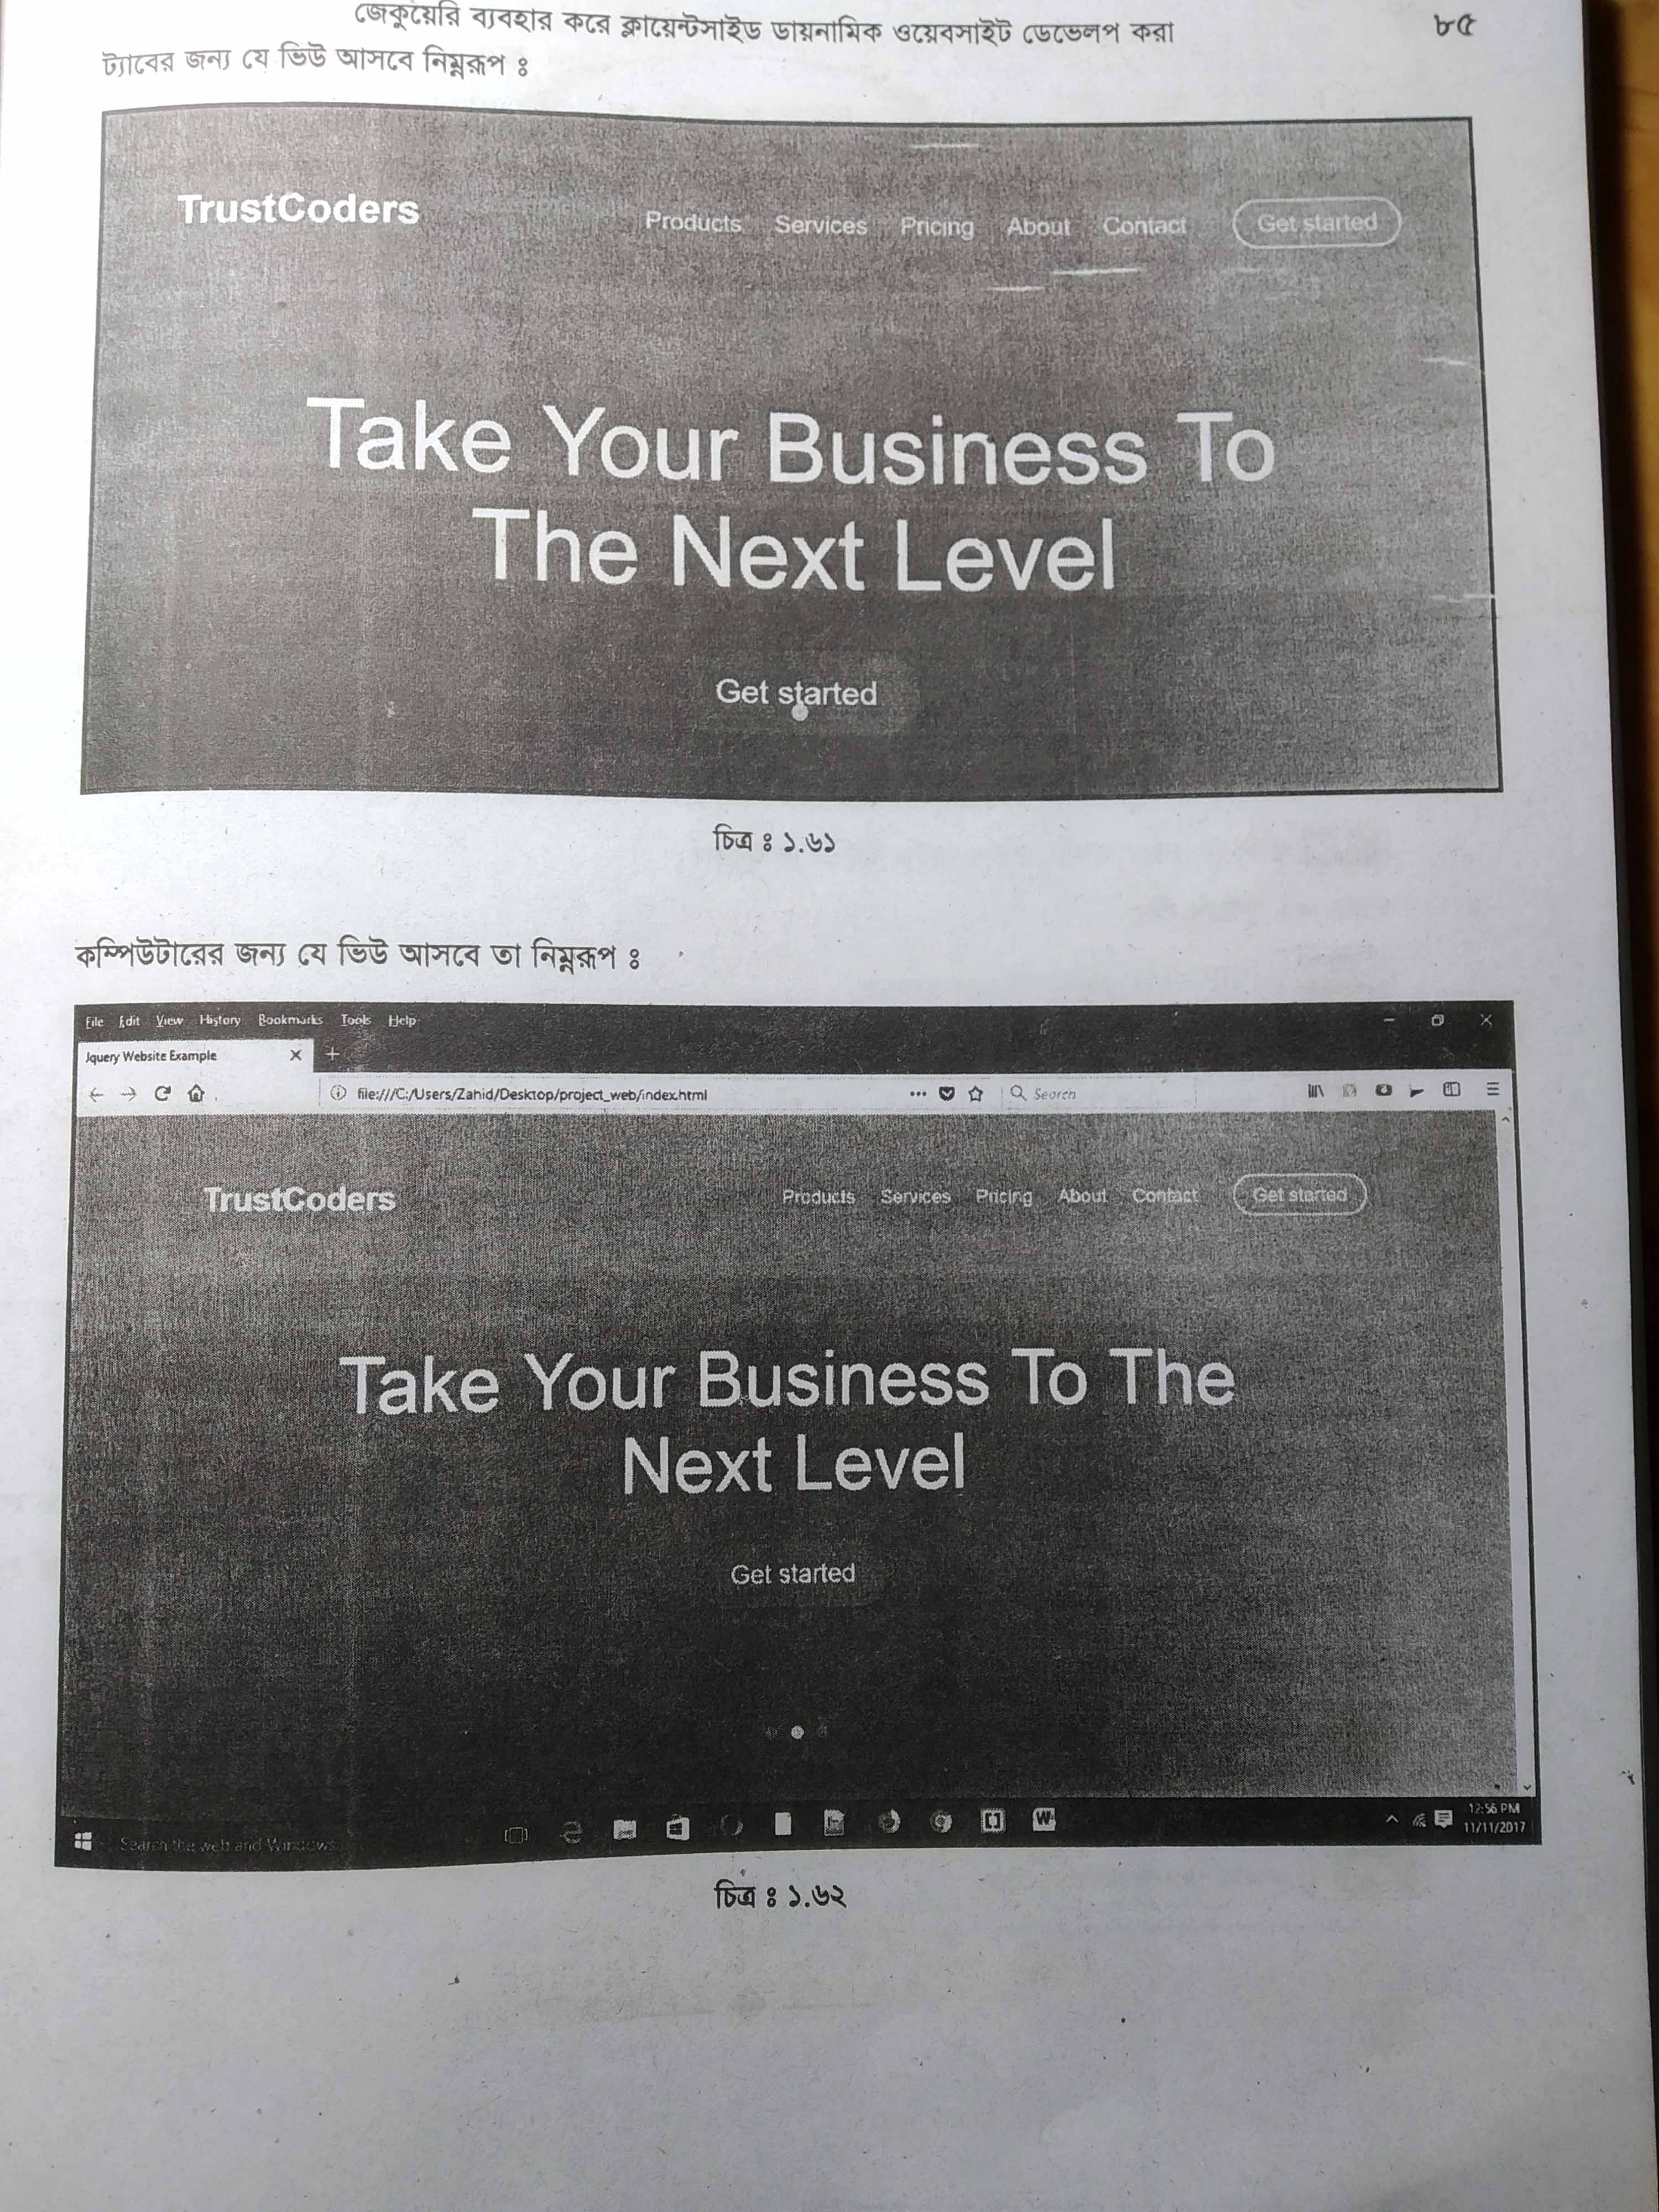 জেকুয়েরি ব্যবহার করে ক্লায়েন্টসাইড ডায়নামিক ওয়েবসাইট ডেভেলপ করা ৮৫
ট্যাবের জন্য যে ভিউ আসবে নিম্নরূপ ঃ
TrustCoders Products Services Pricing About Contact Get started
Take Your Business To
The Next Level
Get started
চিত্র ঃ ১.৬১
কম্পিউটারের জন্য যে ভিউ আসবে তা নিম্নরূপ ঃ
File Edit View History Bookmarks Tools Help
Jquery Website Example
file:///C:/Users/Zahid/Desktop/project_web/index.html Search
TrustCoders Products Services Pricing About Contact Get started
Take Your Business To The
Next Level
Get started
12:56 PM
Search the web and Windows 11/11/2017
চিত্র ঃ ১.৬২